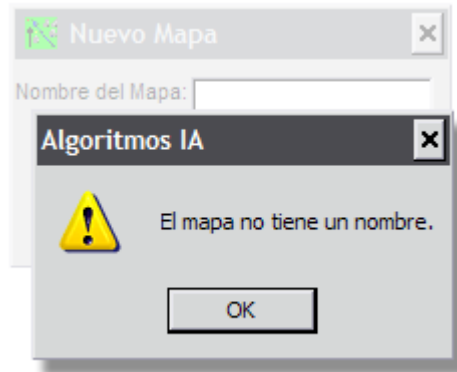 Nuevo Mapa
Nombre del Mapa:
Algoritmos IA
El mapa no tiene un nombre.
OK